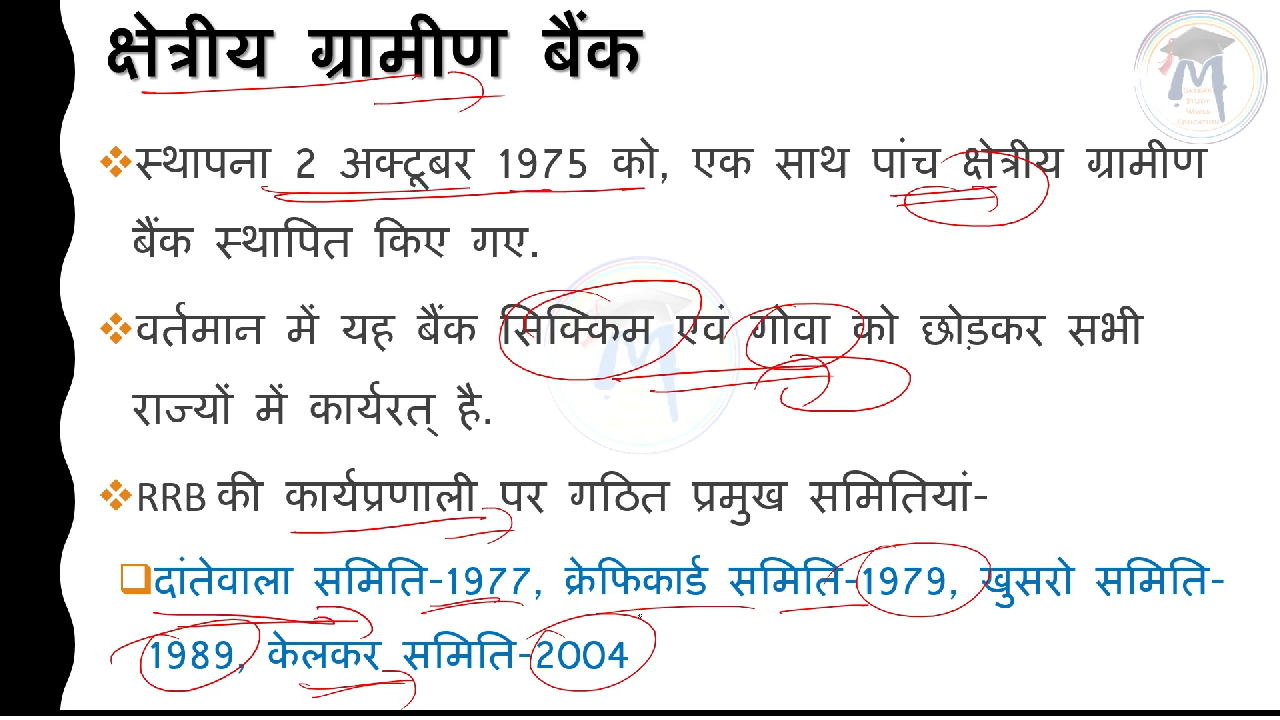 क्षेत्रीय ग्रामीण बैंक
स्थापना 2 अक्टूबर 1975 को, एक साथ पांच क्षेत्रीय ग्रामीण
बैंक स्थापित किए गए.
वर्तमान में यह बैंक सिक्किम एवं गोवा को छोड़कर सभी
राज्यों में कार्यरत् है.
RRB की कार्यप्रणाली पर गठित प्रमुख समितियां-
दांतेवाला समिति-1977, क्रेफिकार्ड समिति-1979, खुसरो समिति-
1989, केलकर समिति-2004